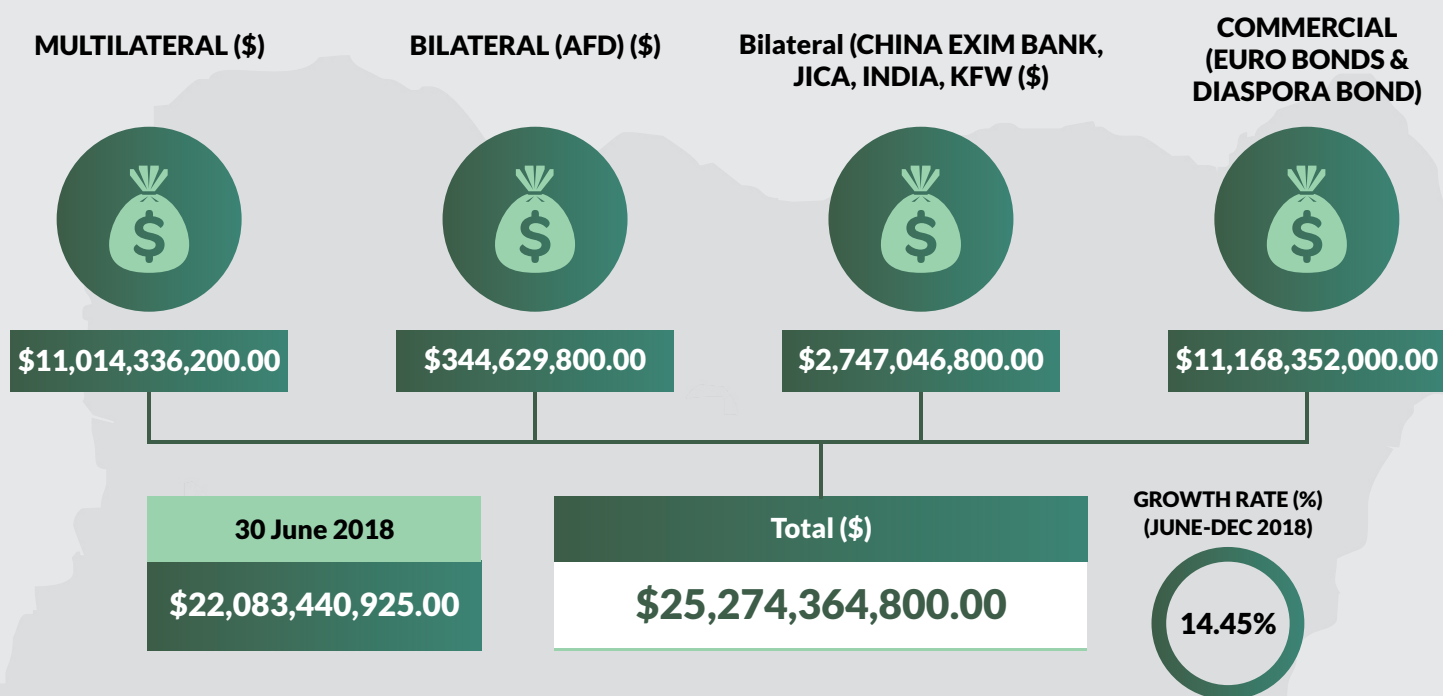 MULTILATERAL ($)
BILATERAL (AFD) ($)
Bilateral (CHINA EXIM BANK,
JICA, INDIA, KFW ($)
COMMERCIAL
(EURO BONDS &
DIASPORA BOND)
$
$
$
$
$11,014,336,200.00
$344,629,800.00
$2,747,046,800.00
$11,168,352,000.00
30 June 2018
$22,083,440,925.00
Total ($)
$25,274,364,800.00
GROWTH RATE (%)
(JUNE-DEC 2018)
14.45%